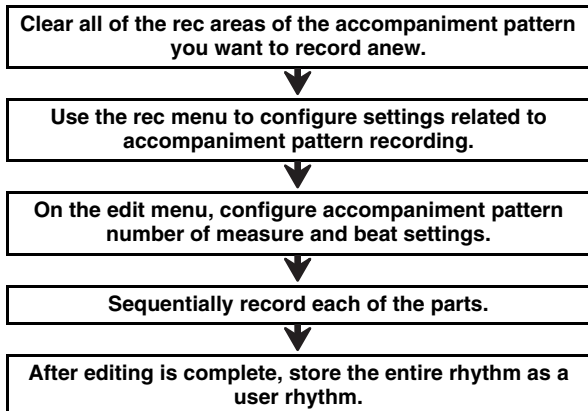 Clear all of the rec areas of the accompaniment pattern
you want to record anew.
Use the rec menu to configure settings related to
accompaniment pattern recording.
On the edit menu, configure accompaniment pattern
number of measure and beat settings.
Sequentially record each of the parts.
After editing is complete, store the entire rhythm as a
user rhythm.